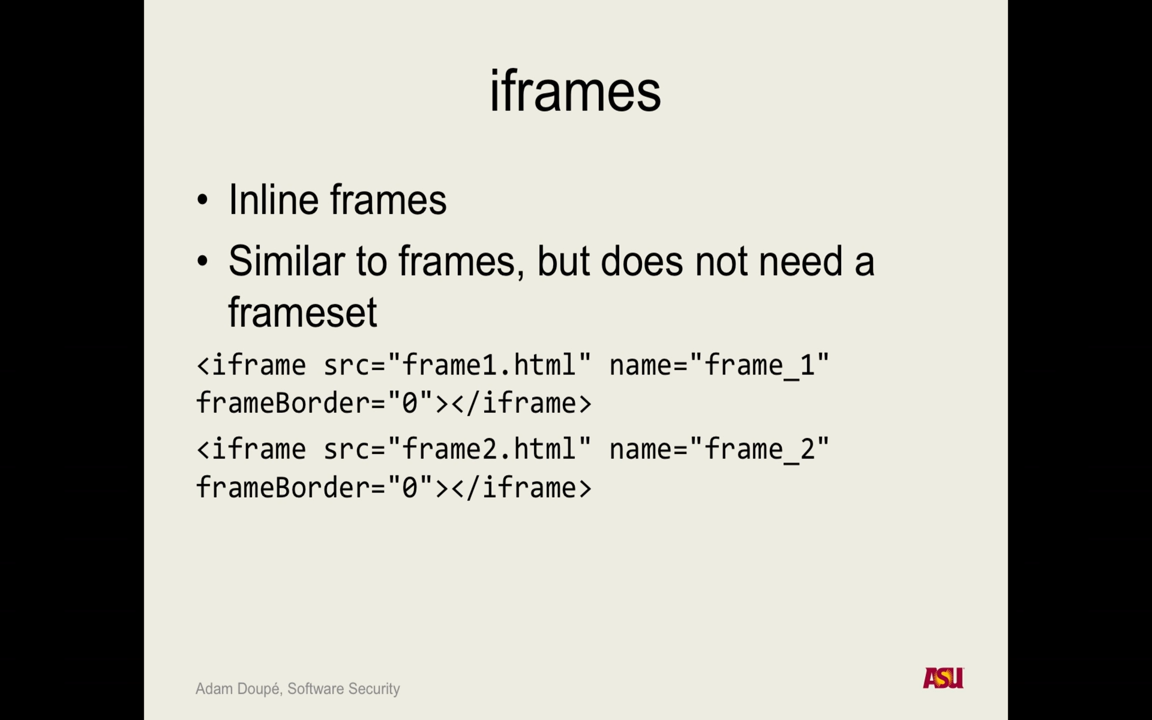 iframes
• Inline frames
• Similar to frames, but does not need a
frameset
<iframe src="frame1.html" name="frame_1"
frameBorder="0"></iframe>
<iframe src="frame2.html" name="frame_2"
frameBorder="0"></iframe>
Adam Doupé, Software Security
ASU